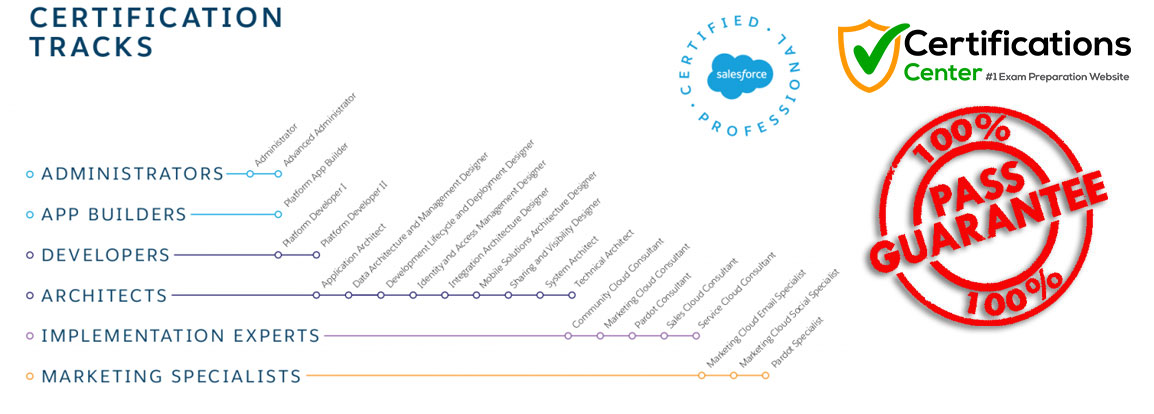 CERTIFICATION
TRACKS
CERTIFIED · PROFESSIONAL ·
salesforce
Certifications
Center #1 Exam Preparation Website
100%
PASS
GUARANTEE
100%
ADMINISTRATORS
Administrator
Advanced Administrator
APP BUILDERS
Platform App Builder
DEVELOPERS
Platform Developer I
Platform Developer II
ARCHITECTS
Application Architect
Data Architecture and Management Designer
Development Lifecycle and Deployment Designer
Identity and Access Management Designer
Integration Architecture Designer
Mobile Solutions Architecture Designer
Sharing and Visibility Designer
System Architect
Technical Architect
IMPLEMENTATION EXPERTS
Community Cloud Consultant
Marketing Cloud Consultant
Pardot Consultant
Sales Cloud Consultant
Service Cloud Consultant
MARKETING SPECIALISTS
Marketing Cloud Email Specialist
Marketing Cloud Social Specialist
Pardot Specialist